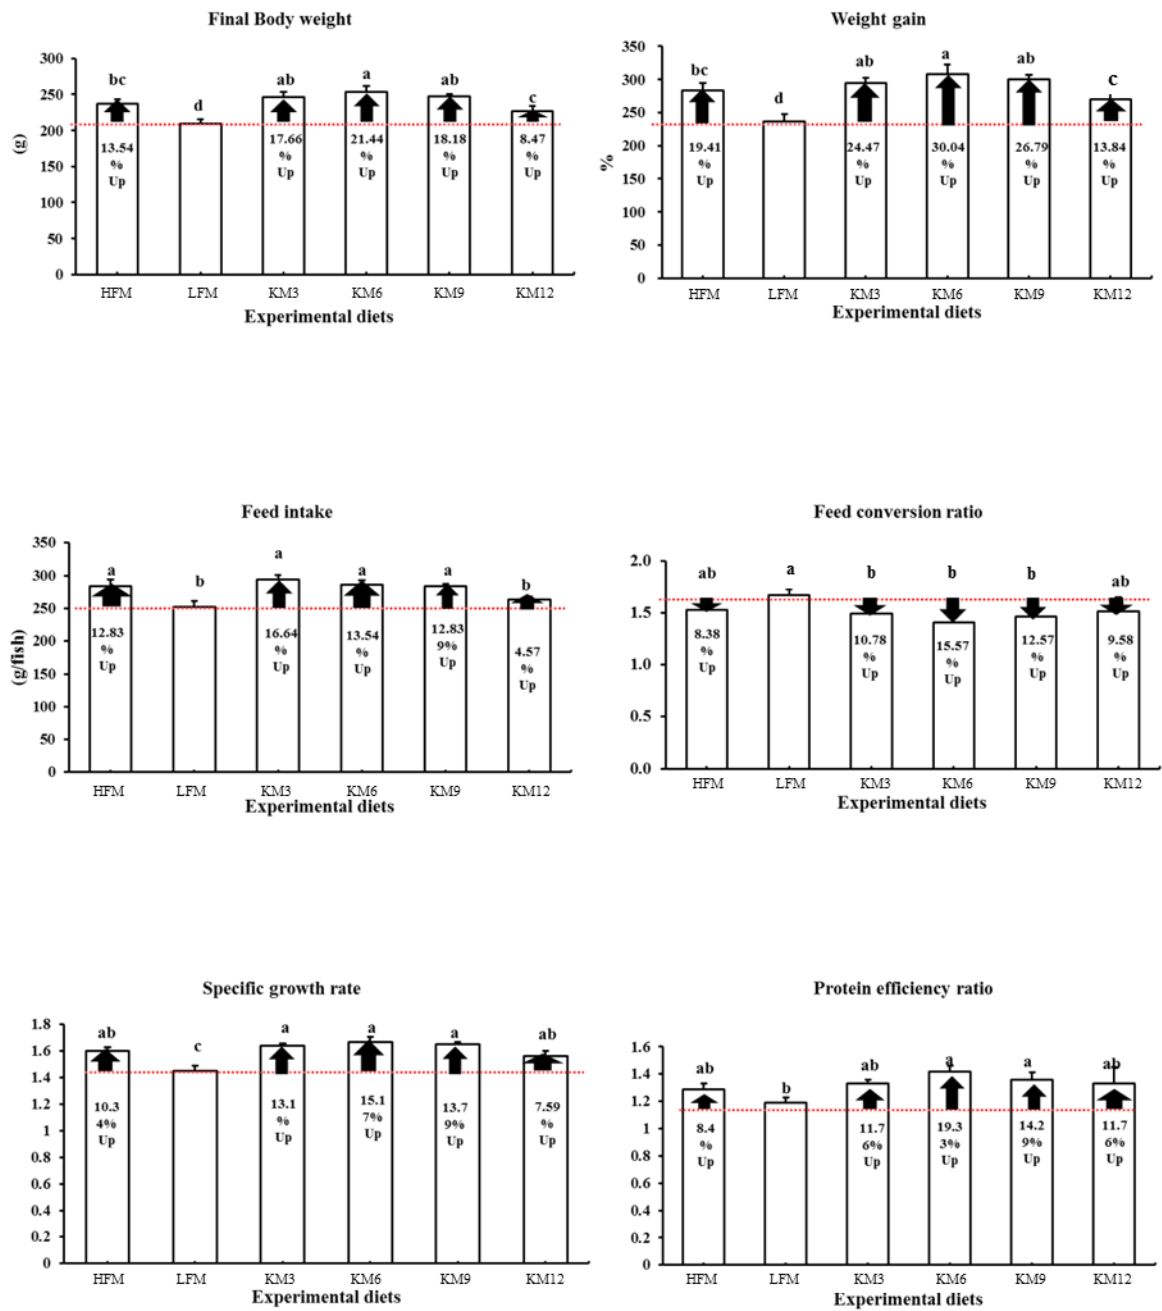 Final Body weight
300
250
200
150
100
50
0
(g)
bc
d
ab
a
ab
c
13.54
%
Up
17.66
%
Up
21.44
%
Up
18.18
%
Up
8.47
%
Up
HFM LFM KM3 KM6 KM9 KM12
Experimental diets
Weight gain
350
300
250
200
150
100
50
0
%
bc
d
ab
a
ab
c
19.41
%
Up
24.47
%
Up
30.04
%
Up
26.79
%
Up
13.84
%
Up
HFM LFM KM3 KM6 KM9 KM12
Experimental diets
Feed intake
350
300
250
200
150
100
50
0
(g/fish)
a
b
a
a
a
b
12.83
%
Up
16.64
%
Up
13.54
%
Up
12.83
9%
Up
4.57
%
Up
HFM LFM KM3 KM6 KM9 KM12
Experimental diets
Feed conversion ratio
2.0
1.5
1.0
0.5
0.0
ab
a
b
b
b
ab
8.38
%
Up
10.78
%
Up
15.57
%
Up
12.57
%
Up
9.58
%
Up
HFM LFM KM3 KM6 KM9 KM12
Experimental diets
Specific growth rate
1.8
1.6
1.4
1.2
1
0.8
0.6
0.4
0.2
0
ab
c
a
a
a
ab
10.3
4%
Up
13.1
%
Up
15.1
7%
Up
13.7
9%
Up
7.59
%
Up
HFM LFM KM3 KM6 KM9 KM12
Experimental diets
Protein efficiency ratio
1.6
1.4
1.2
1
0.8
0.6
0.4
0.2
0
ab
b
ab
a
a
ab
8.4
%
Up
11.7
6%
Up
19.3
3%
Up
14.2
9%
Up
11.7
6%
Up
HFM LFM KM3 KM6 KM9 KM12
Experimental diets